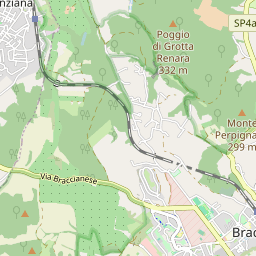 nziana
SP4a
Poggio
di Grotta
Renara
332 m
Monte
Perpigna
299 m
Via Braccianese
Brac